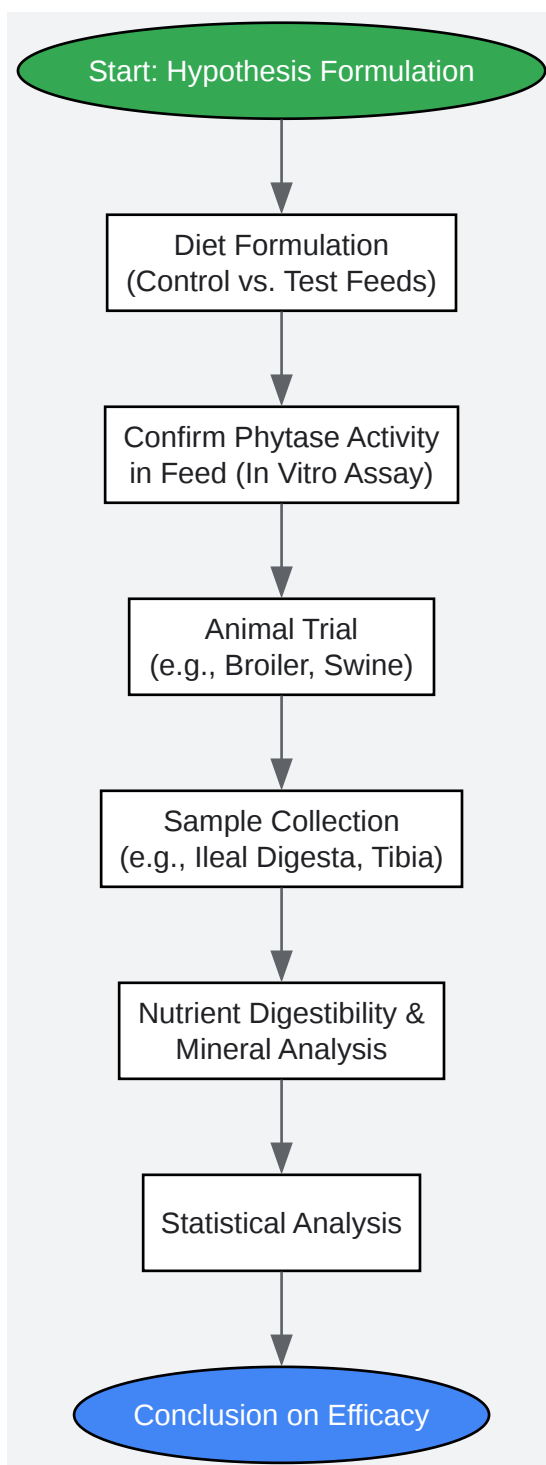 Start: Hypothesis Formulation
Diet Formulation
(Control vs. Test Feeds)
Confirm Phytase Activity
in Feed (In Vitro Assay)
Animal Trial
(e.g., Broiler, Swine)
Sample Collection
(e.g., Ileal Digesta, Tibia)
Nutrient Digestibility &
Mineral Analysis
Statistical Analysis
Conclusion on Efficacy